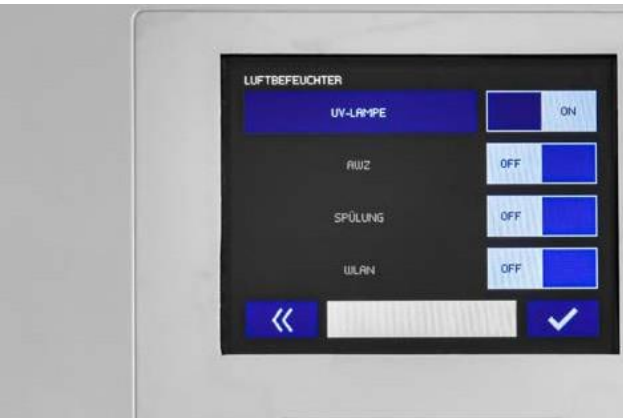 LUFTBEFEUCHTER
UV-LAMPE ON
AWZ OFF
SPÜLUNG OFF
WLAN OFF